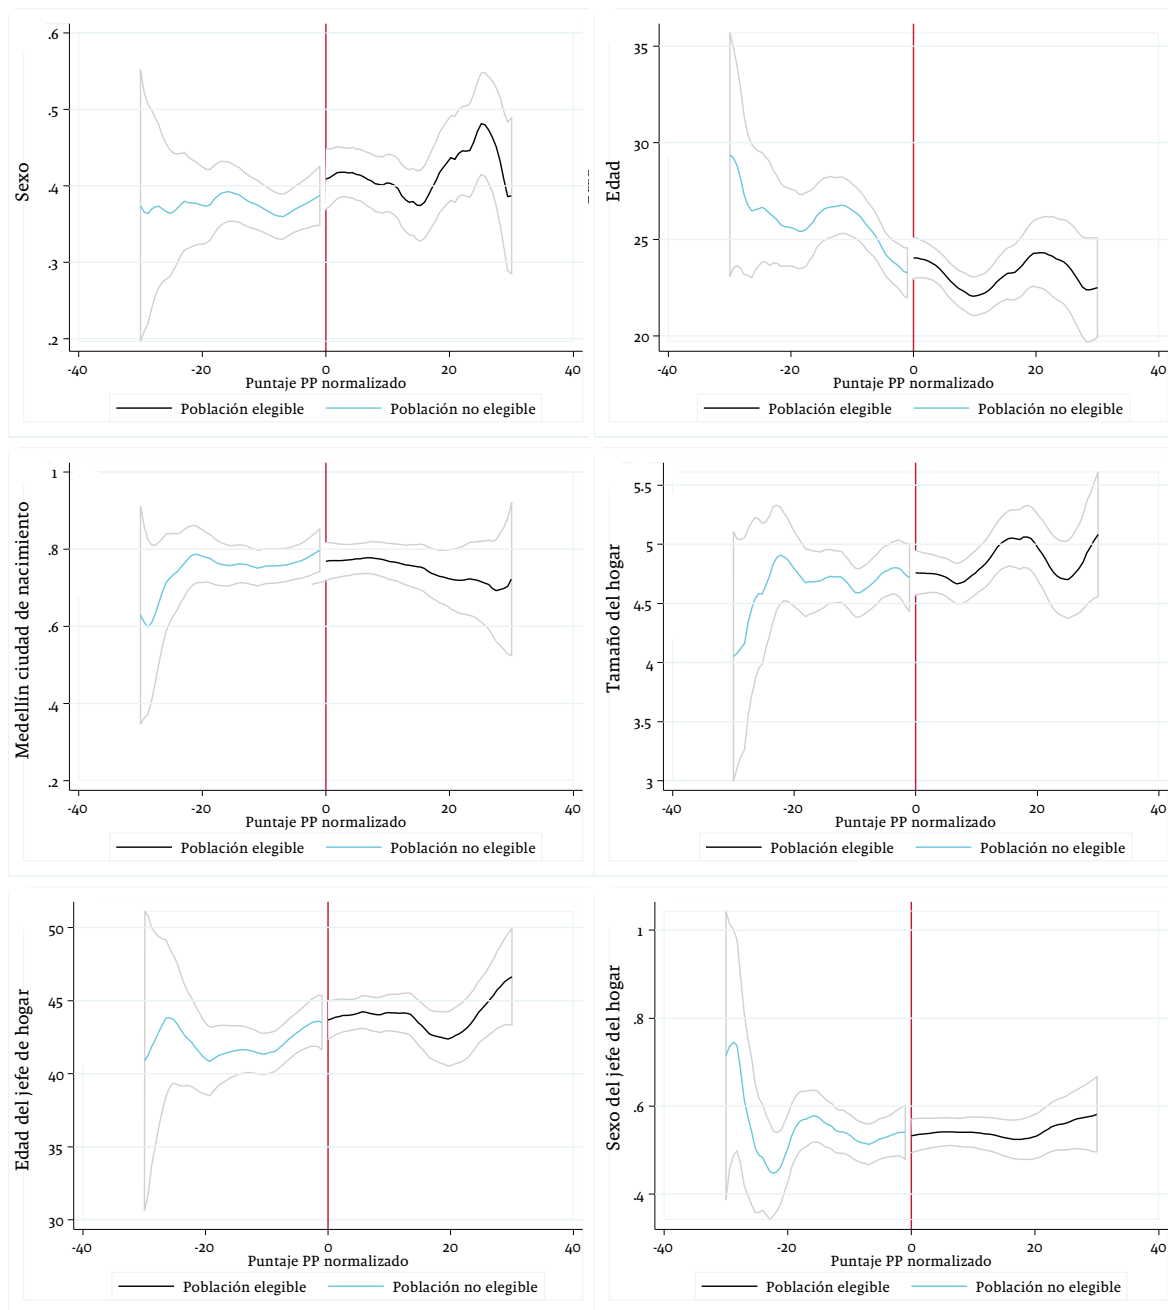 Sexo
.6
.5
.4
.3
.2
-40 -20 0 20 40
Puntaje PP normalizado
Población elegible Población no elegible
Edad
35
30
25
20
-40 -20 0 20 40
Puntaje PP normalizado
Población elegible Población no elegible
Medellín ciudad de nacimiento
1
.8
.6
.4
.2
-40 -20 0 20 40
Puntaje PP normalizado
Población elegible Población no elegible
Tamaño del hogar
5.5
5
4.5
4
3.5
3
-40 -20 0 20 40
Puntaje PP normalizado
Población elegible Población no elegible
Edad del jefe de hogar
50
45
40
35
30
-40 -20 0 20 40
Puntaje PP normalizado
Población elegible Población no elegible
Sexo del jefe del hogar
1
.8
.6
.4
-40 -20 0 20 40
Puntaje PP normalizado
Población elegible Población no elegible